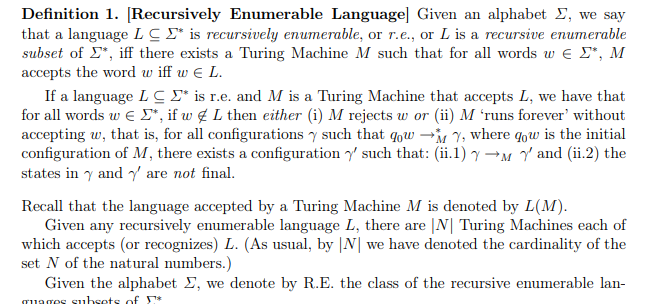 Definition 1. [Recursively Enumerable Language] Given an alphabet Σ, we say
that a language L ⊆ Σ* is recursively enumerable, or r.e., or L is a recursive enumerable
subset of Σ*, iff there exists a Turing Machine M such that for all words w ∈ Σ*, M
accepts the word w iff w ∈ L.
If a language L ⊆ Σ* is r.e. and M is a Turing Machine that accepts L, we have that
for all words w ∈ Σ*, if w ∉ L then either (i) M rejects w or (ii) M ‘runs forever’ without
accepting w, that is, for all configurations γ such that q₀w →*M γ, where q₀w is the initial
configuration of M, there exists a configuration γ′ such that: (ii.1) γ →M γ′ and (ii.2) the
states in γ and γ′ are not final.
Recall that the language accepted by a Turing Machine M is denoted by L(M).
Given any recursively enumerable language L, there are |N| Turing Machines each of
which accepts (or recognizes) L. (As usual, by |N| we have denoted the cardinality of the
set N of the natural numbers.)
Given the alphabet Σ, we denote by R.E. the class of the recursive enumerable lan-
guages subsets of Σ*